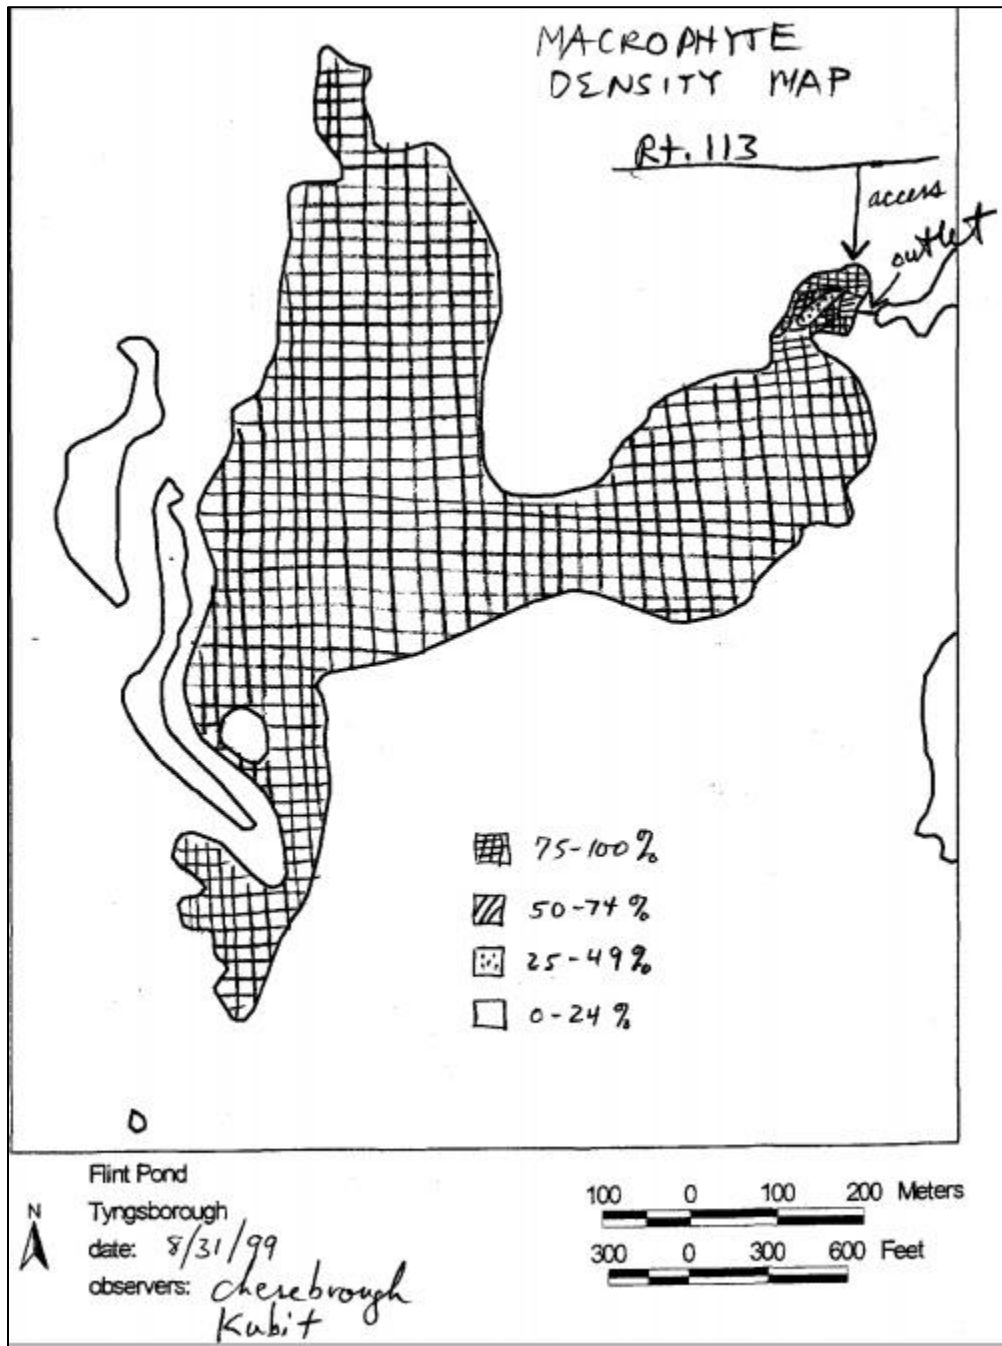 MACROPHYTE
DENSITY MAP
Rt. 113
access
outlet
75-100%
50-74%
25-49%
0-24%
Flint Pond
N
Tyngsborough
date: 8/31/99
observers: Chesebrough
Kubit
100 0 100 200 Meters
300 0 300 600 Feet